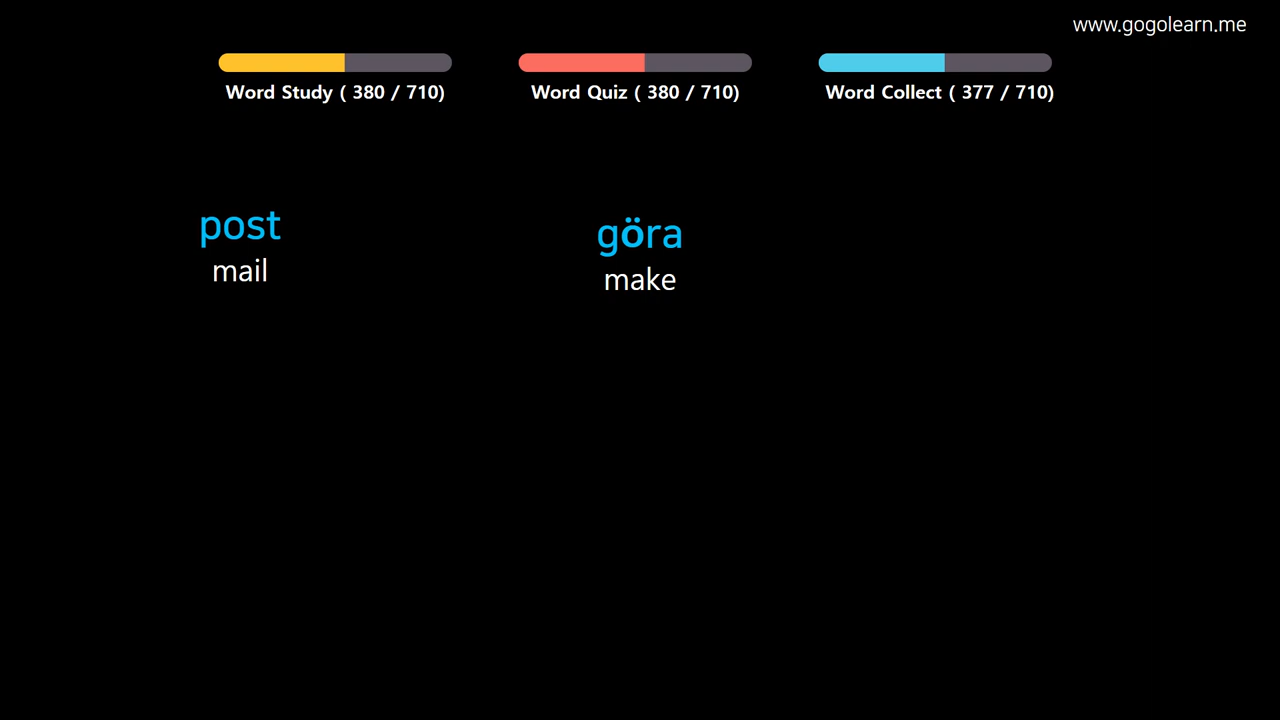 www.gogolearn.me
Word Study ( 380 / 710)
Word Quiz ( 380 / 710)
Word Collect ( 377 / 710)
post
mail
göra
make